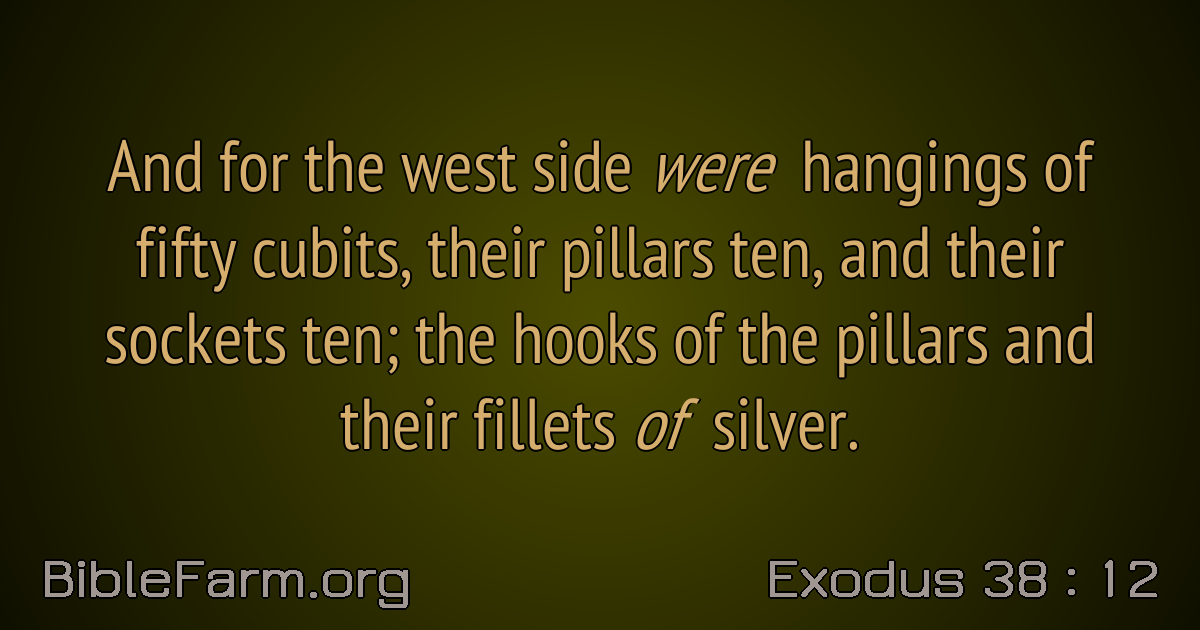 And for the west side were hangings of
fifty cubits, their pillars ten, and their
sockets ten; the hooks of the pillars and
their fillets of silver.
BibleFarm.org
Exodus 38 : 12